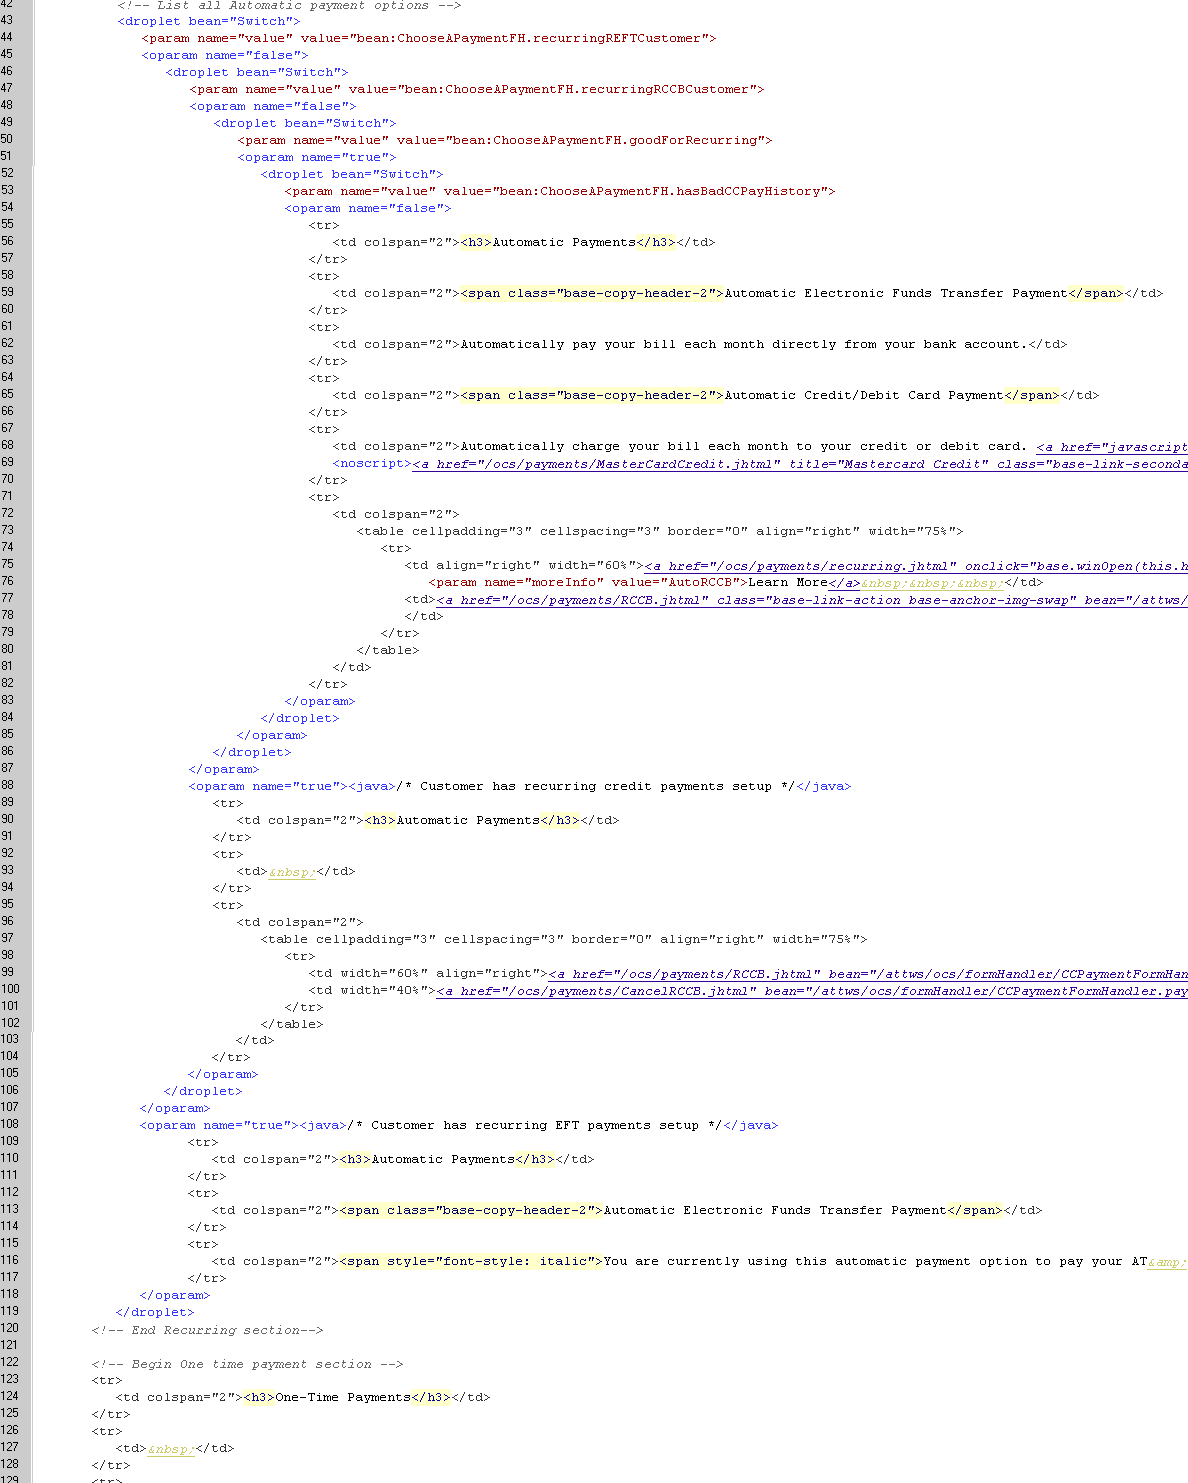 42 <!-- List all Automatic payment options -->
43 <droplet bean="Switch">
44 <param name="value" value="bean:ChooseAPaymentFH.recurringREFTCustomer">
45 <oparam name="false">
46 <droplet bean="Switch">
47 <param name="value" value="bean:ChooseAPaymentFH.recurringRCCBCustomer">
48 <oparam name="false">
49 <droplet bean="Switch">
50 <param name="value" value="bean:ChooseAPaymentFH.goodForRecurring">
51 <oparam name="true">
52 <droplet bean="Switch">
53 <param name="value" value="bean:ChooseAPaymentFH.hasBadCCPayHistory">
54 <oparam name="false">
55 <tr>
56 <td colspan="2"><h3>Automatic Payments</h3></td>
57 </tr>
58 <tr>
59 <td colspan="2"><span class="base-copy-header-2">Automatic Electronic Funds Transfer Payment</span></td>
60 </tr>
61 <tr>
62 <td colspan="2">Automatically pay your bill each month directly from your bank account.</td>
63 </tr>
64 <tr>
65 <td colspan="2"><span class="base-copy-header-2">Automatic Credit/Debit Card Payment</span></td>
66 </tr>
67 <tr>
68 <td colspan="2">Automatically charge your bill each month to your credit or debit card. <a href="javascript
69 <noscript><a href="/ocs/payments/MasterCardCredit.jhtml" title="Mastercard Credit" class="base-link-seconda
70 </tr>
71 <tr>
72 <td colspan="2">
73 <table cellpadding="3" cellspacing="3" border="0" align="right" width="75%">
74 <tr>
75 <td align="right" width="60%"><a href="/ocs/payments/recurring.jhtml" onclick="base.winOpen(this.h
76 <param name="moreInfo" value="AutoRCCB">Learn More</a>&nbsp;&nbsp;&nbsp;</td>
77 <td><a href="/ocs/payments/RCCB.jhtml" class="base-link-action base-anchor-img-swap" bean="/attws/
78 </td>
79 </tr>
80 </table>
81 </td>
82 </tr>
83 </oparam>
84 </droplet>
85 </oparam>
86 </droplet>
87 </oparam>
88 <oparam name="true"><java>/* Customer has recurring credit payments setup */</java>
89 <tr>
90 <td colspan="2"><h3>Automatic Payments</h3></td>
91 </tr>
92 <tr>
93 <td>&nbsp;</td>
94 </tr>
95 <tr>
96 <td colspan="2">
97 <table cellpadding="3" cellspacing="3" border="0" align="right" width="75%">
98 <tr>
99 <td width="60%" align="right"><a href="/ocs/payments/RCCB.jhtml" bean="/attws/ocs/formHandler/CCPaymentFormHan
100 <td width="40%"><a href="/ocs/payments/CancelRCCB.jhtml" bean="/attws/ocs/formHandler/CCPaymentFormHandler.pay
101 </tr>
102 </table>
103 </td>
104 </tr>
105 </oparam>
106 </droplet>
107 </oparam>
108 <oparam name="true"><java>/* Customer has recurring EFT payments setup */</java>
109 <tr>
110 <td colspan="2"><h3>Automatic Payments</h3></td>
111 </tr>
112 <tr>
113 <td colspan="2"><span class="base-copy-header-2">Automatic Electronic Funds Transfer Payment</span></td>
114 </tr>
115 <tr>
116 <td colspan="2"><span style="font-style: italic">You are currently using this automatic payment option to pay your AT&amp;
117 </tr>
118 </oparam>
119 </droplet>
120 <!-- End Recurring section-->
121
122 <!-- Begin One time payment section -->
123 <tr>
124 <td colspan="2"><h3>One-Time Payments</h3></td>
125 </tr>
126 <tr>
127 <td>&nbsp;</td>
128 </tr>
129 <tr>